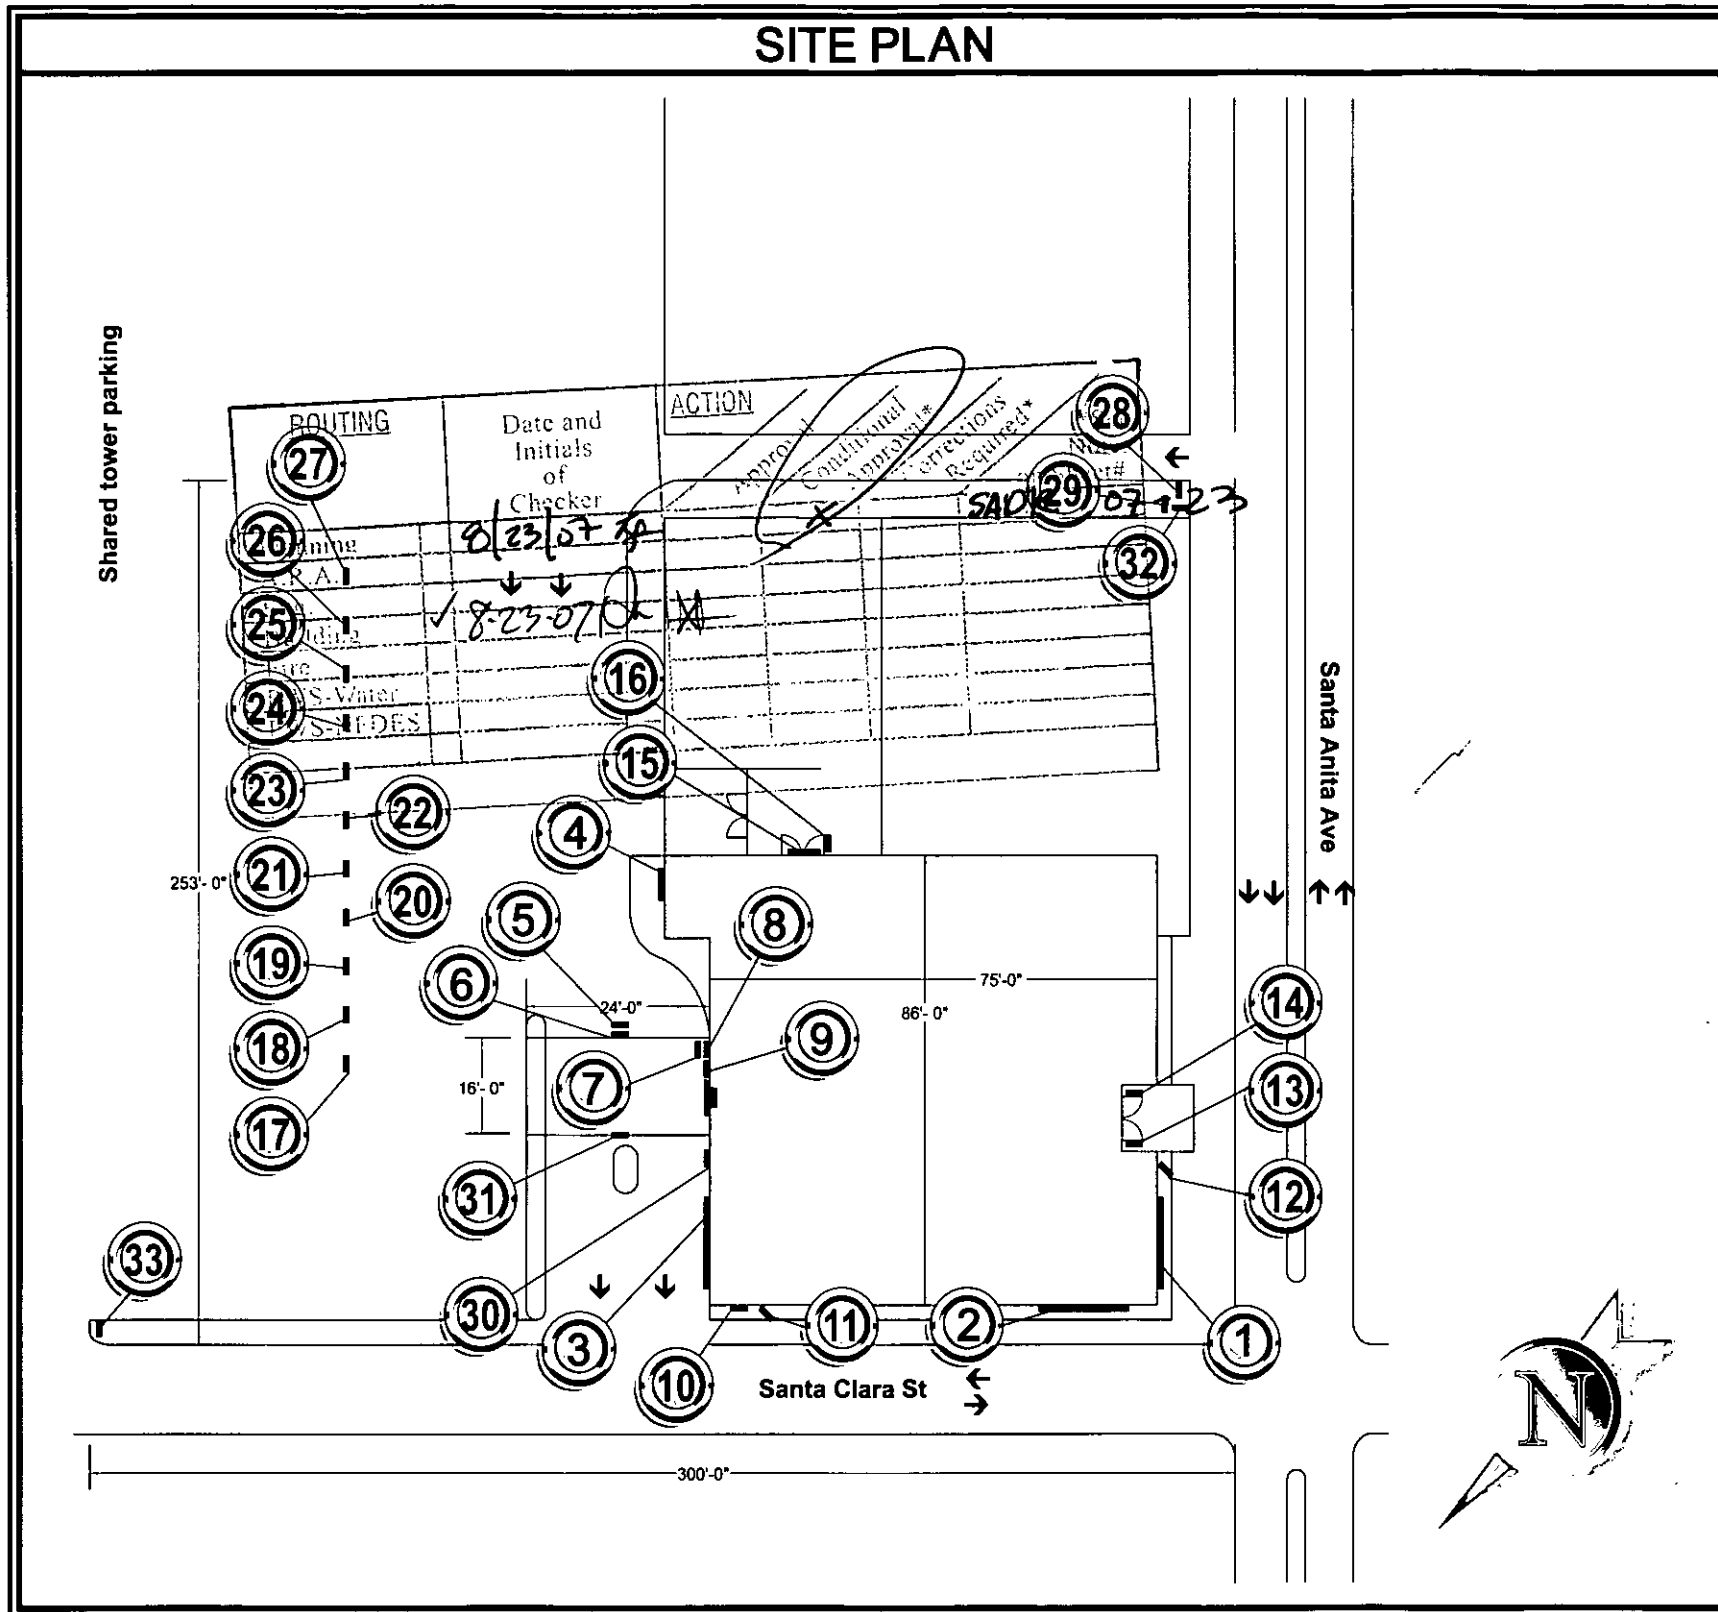 SITE PLAN
Shared tower parking
ROUTING
Date and
Initials
of
Checker
ACTION
Conditional
Approval*
Required*
8/23/07
SADR
✓ 8-23-07
X
28
27
29
26
32
25
16
24
15
23
22
4
21
20
5
8
19
6
9
14
18
7
13
17
31
12
33
30
3
11
2
1
10
253'- 0"
24'-0"
75'-0"
86'- 0"
16'- 0"
Santa Anita Ave
Santa Clara St
300'-0"
N